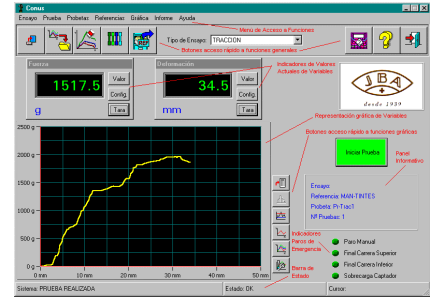 Conus
Ensayo Prueba Probetas Referencias Gráfica Informe Ayuda
Menú de Acceso a Funciones
Tipo de Ensayo: TRACCION
Botones acceso rápido a funciones generales
Fuerza
1517.5
Valor
Config.
g
Tara
Deformación
34.5
Valor
Config.
mm
Tara
Indicadores de Valores
Actuales de Variables
JBA
desde 1939
Representación gráfica de Variables
Botones acceso rápido a funciones gráficas
2500 g
2000 g
1500 g
1000 g
500 g
0 g
0 mm 10 mm 20 mm 30 mm 40 mm 50 mm
Iniciar Prueba
Panel
Informativo
Ensayo
Referencia: MAN-TINTES
Probeta: PrTrac1
Nº Pruebas: 1
Indicadores
Paros de
Emergencia
Paro Manual
Final Carrera Superior
Final Carrera Inferior
Sobrecarga Captador
Barra de
Estado
Sistema: PRUEBA REALIZADA
Estado: OK
Cursor: